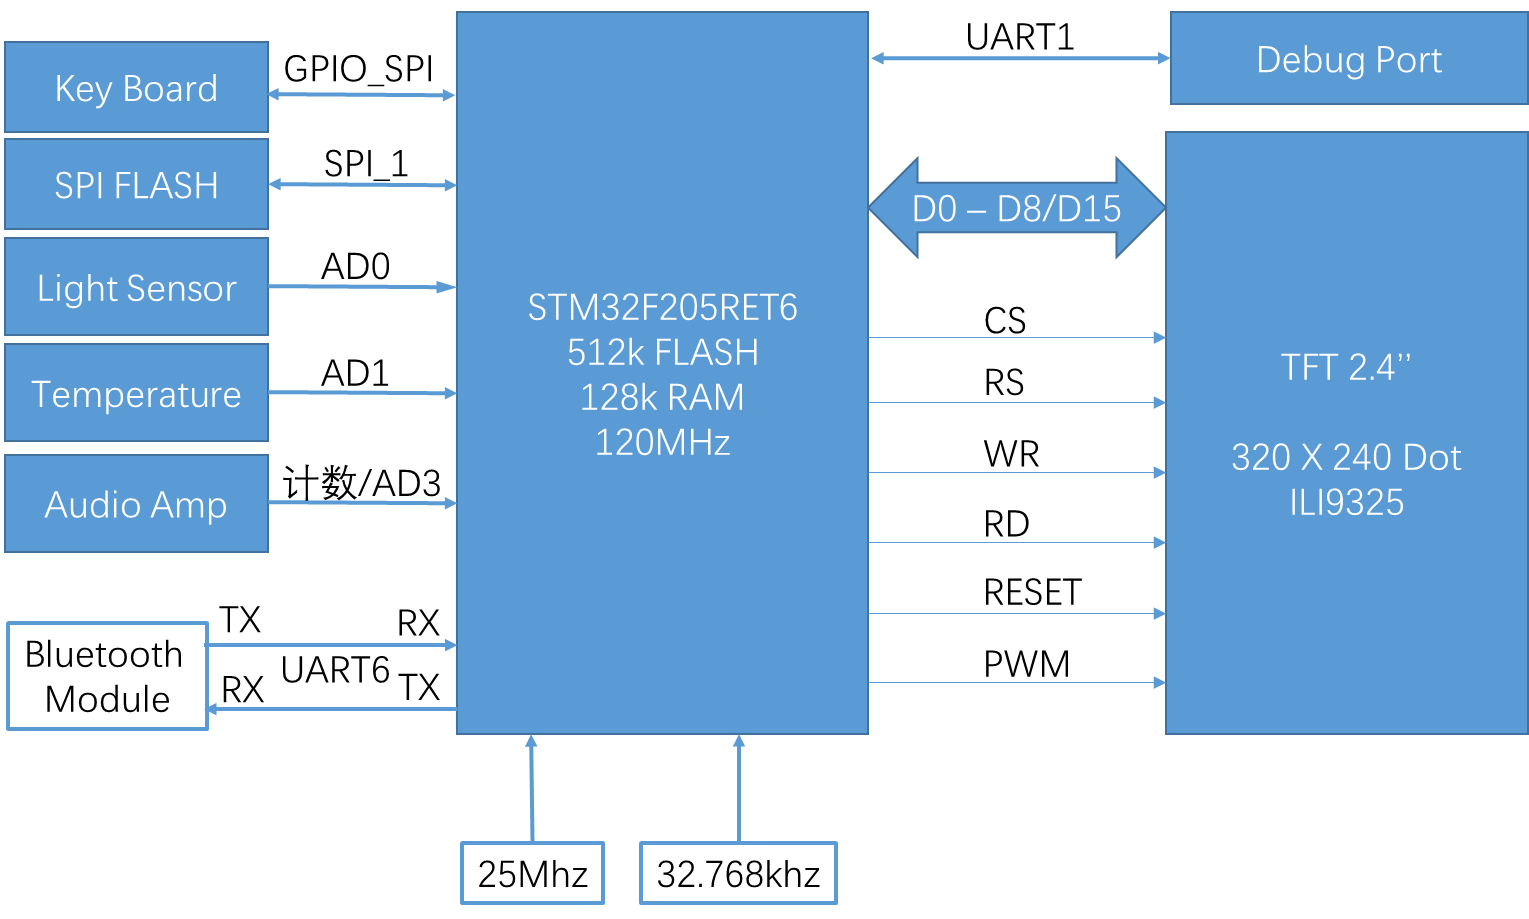 Key Board
GPIO_SPI
SPI FLASH
SPI_1
Light Sensor
AD0
Temperature
AD1
Audio Amp
计数/AD3
Bluetooth
Module
TX
RX
UART6
RX
TX
STM32F205RET6
512k FLASH
128k RAM
120MHz
25Mhz
32.768khz
UART1
Debug Port
D0 – D8/D15
CS
RS
WR
RD
RESET
PWM
TFT 2.4’’
320 X 240 Dot
ILI9325